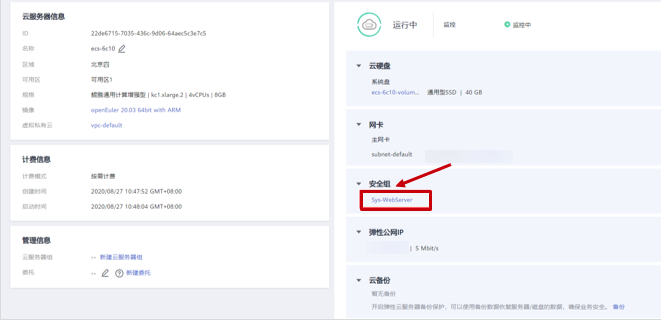 云服务器信息
ID 22de6715-7035-436c-9d06-64aec5c3e7c5
名称 ecs-6c10
区域 北京四
可用区 可用区1
规格 鲲鹏通用计算增强型 | kc1.xlarge.2 | 4vCPUs | 8GB
镜像 openEuler 20.03 64bit with ARM
虚拟私有云 vpc-default
计费信息
计费模式 按需计费
创建时间 2020/08/27 10:47:52 GMT+08:00
启动时间 2020/08/27 10:48:04 GMT+08:00
管理信息
云服务器组 -- 新建云服务器组
委托 -- 新建委托
运行中 监控 监控中
云硬盘
系统盘
ecs-6c10-volum... 通用型SSD | 40 GB
网卡
主网卡
subnet-default
安全组
Sys-WebServer
弹性公网IP
| 5 Mbit/s
云备份
暂无备份
开启弹性云服务器备份保护，可以使用备份数据恢复服务器/磁盘的数据，确保业务安全。 备份